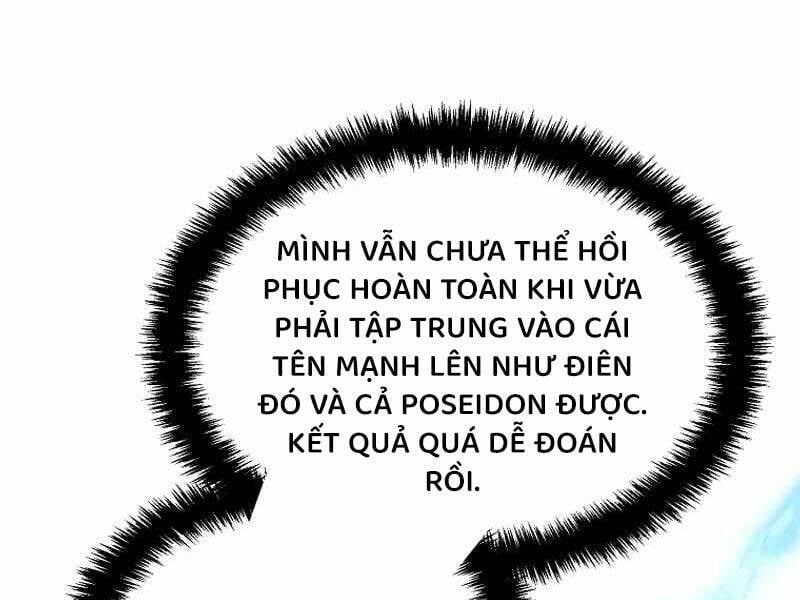 MÌNH VẪN CHƯA THỂ HỒI
PHỤC HOÀN TOÀN KHI VỪA
PHẢI TẬP TRUNG VÀO CÁI
TÊN MẠNH LÊN NHƯ ĐIÊN
ĐÓ VÀ CẢ POSEIDON ĐƯỢC.
KẾT QUẢ QUÁ DỄ ĐOÁN
RỒI.